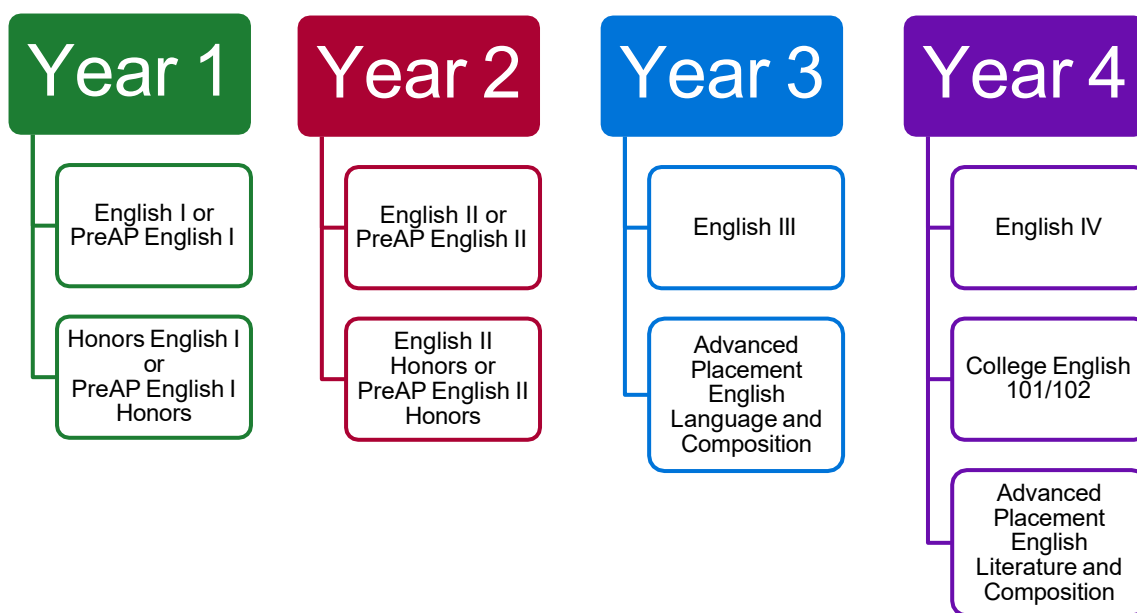 Year 1
English I or
PreAP English I
Honors English I
or
PreAP English I
Honors
Year 2
English II or
PreAP English II
English II
Honors or
PreAP English II
Honors
Year 3
English III
Advanced
Placement
English
Language and
Composition
Year 4
English IV
College English
101/102
Advanced
Placement
English
Literature and
Composition